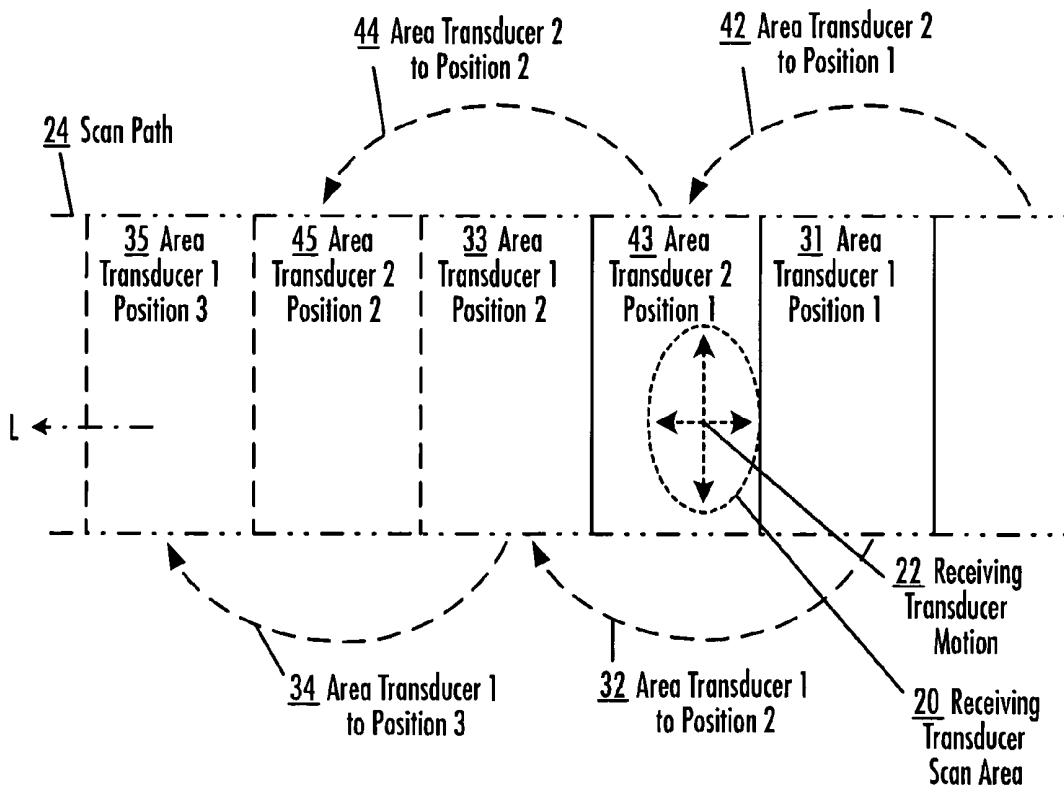 44 Area Transducer 2
to Position 2
42 Area Transducer 2
to Position 1
24 Scan Path
35 Area
Transducer 1
Position 3
45 Area
Transducer 2
Position 2
33 Area
Transducer 1
Position 2
43 Area
Transducer 2
Position 1
31 Area
Transducer 1
Position 1
L
22 Receiving
Transducer
Motion
34 Area Transducer 1
to Position 3
32 Area Transducer 1
to Position 2
20 Receiving
Transducer
Scan Area